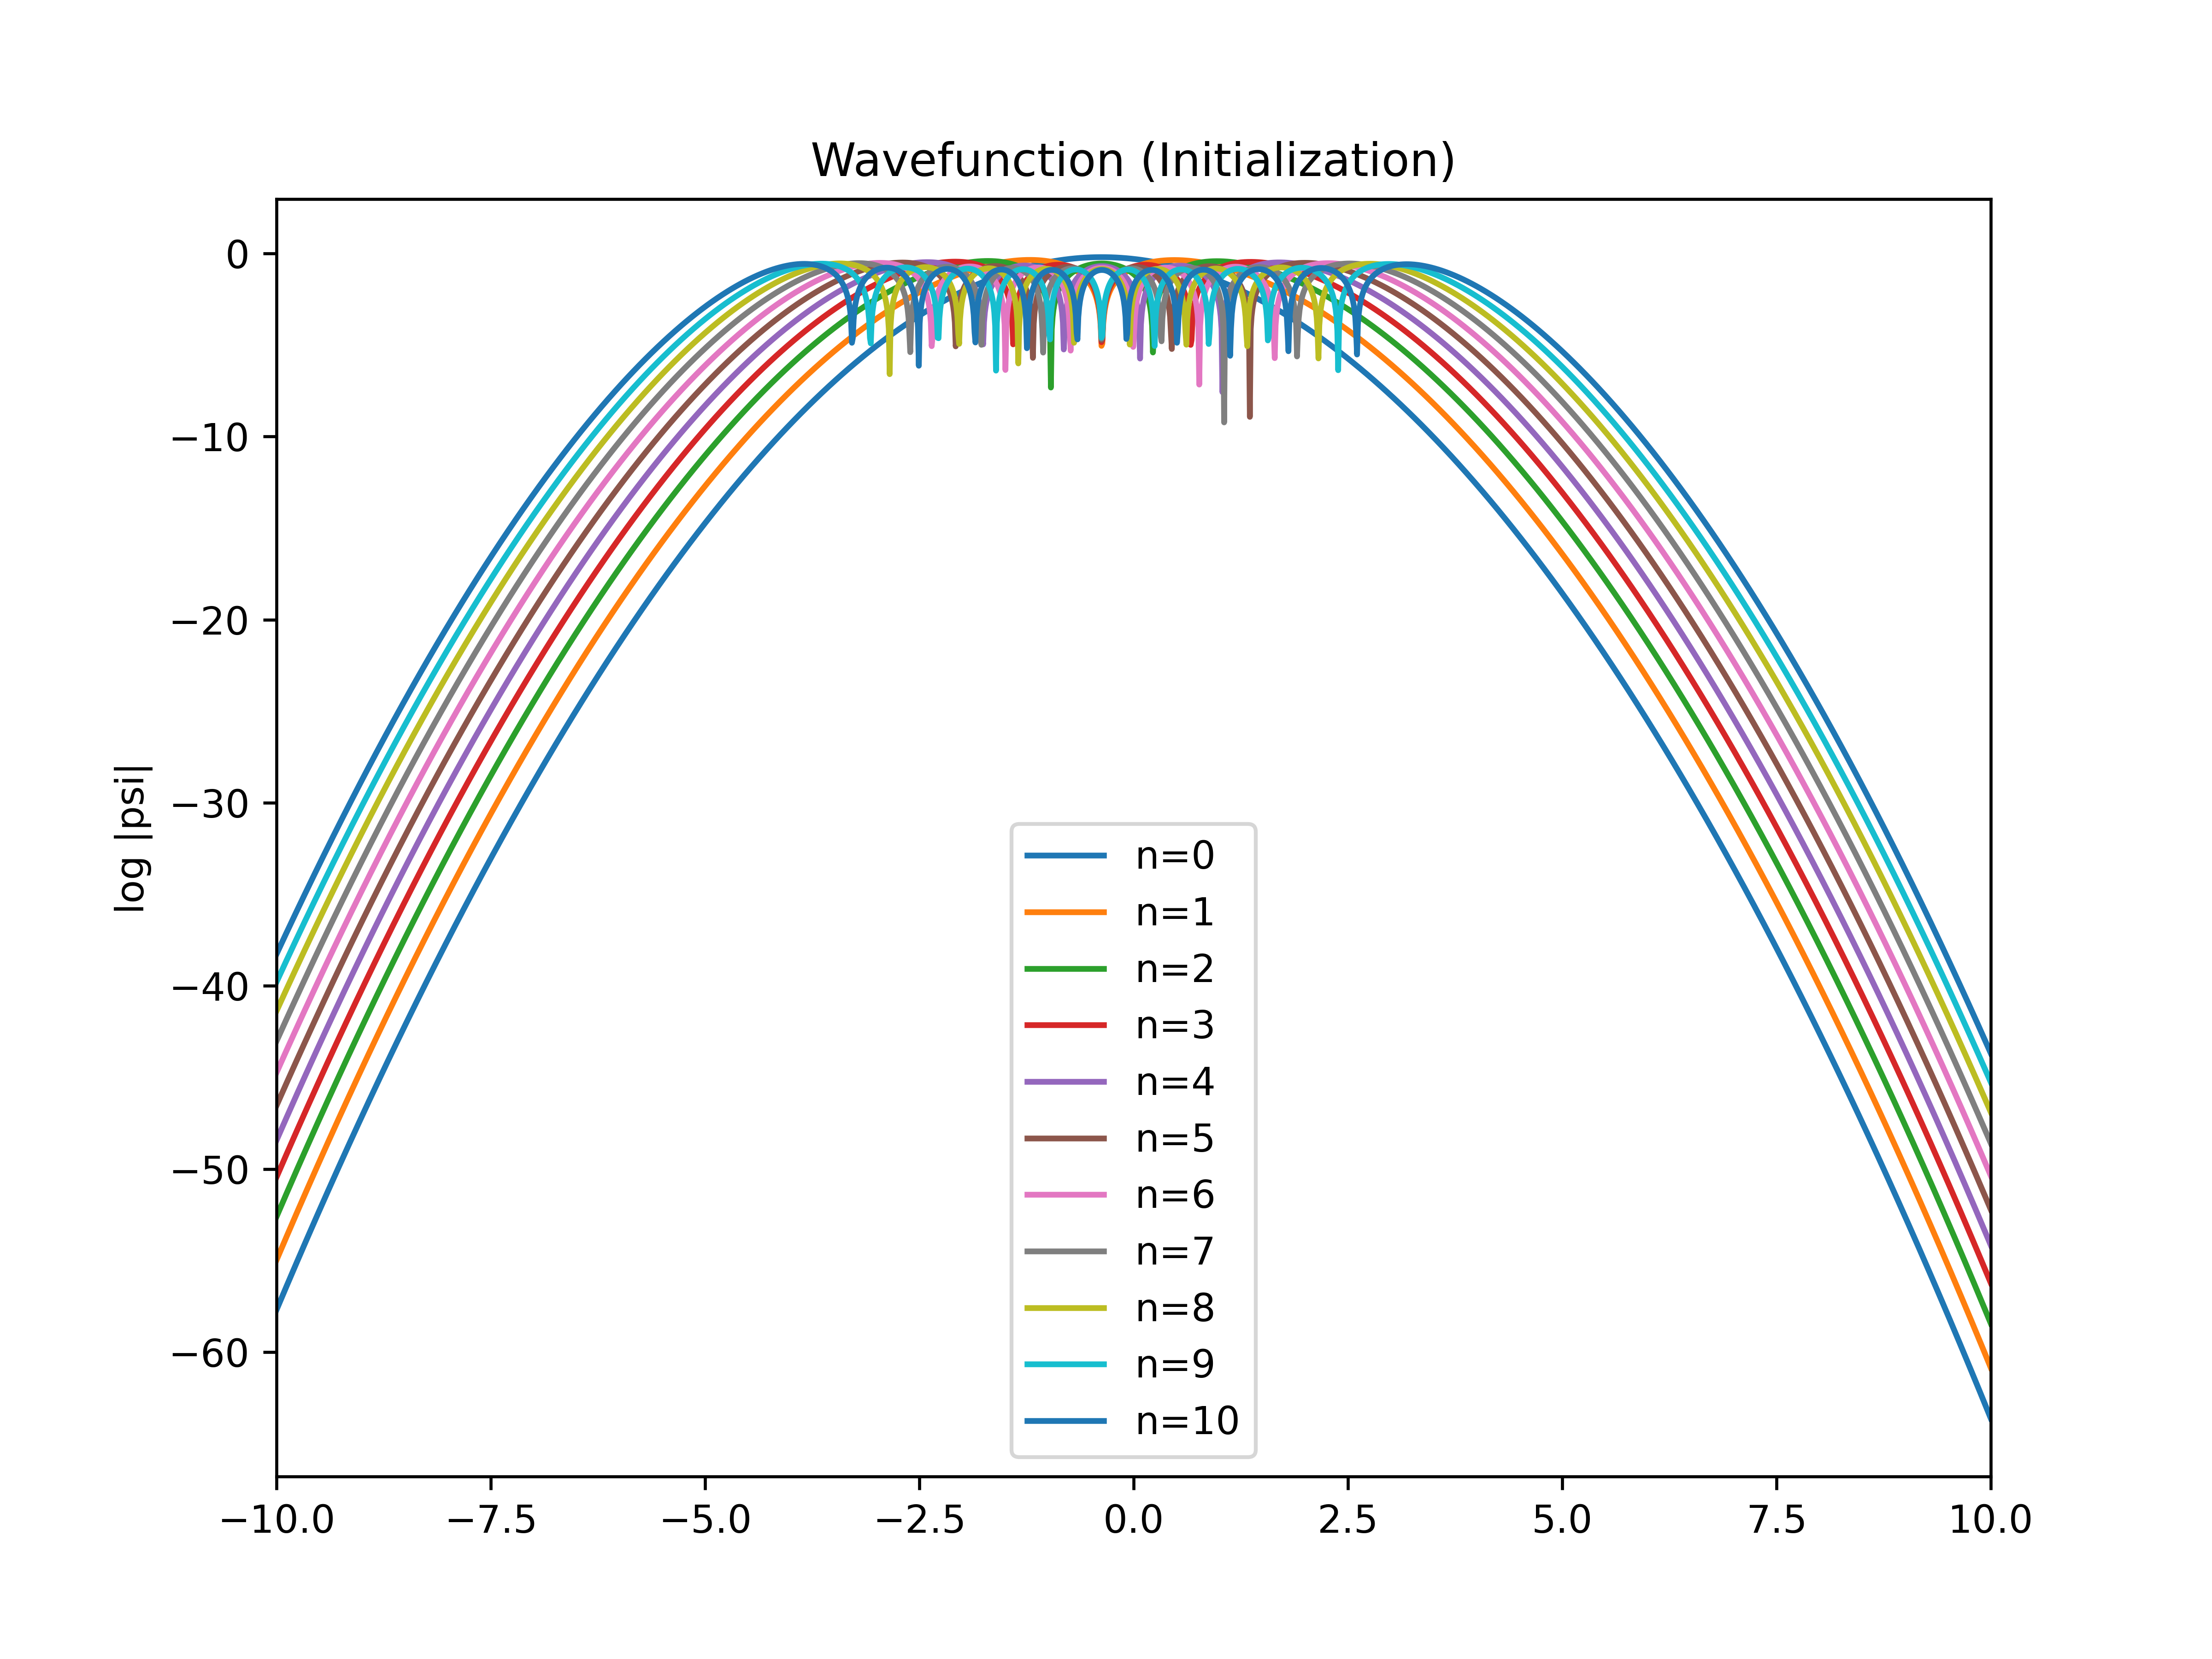 Wavefunction (Initialization)
0
−10
−20
−30
−40
−50
−60
log |psi|
n=0
n=1
n=2
n=3
n=4
n=5
n=6
n=7
n=8
n=9
n=10
−10.0 −7.5 −5.0 −2.5 0.0 2.5 5.0 7.5 10.0